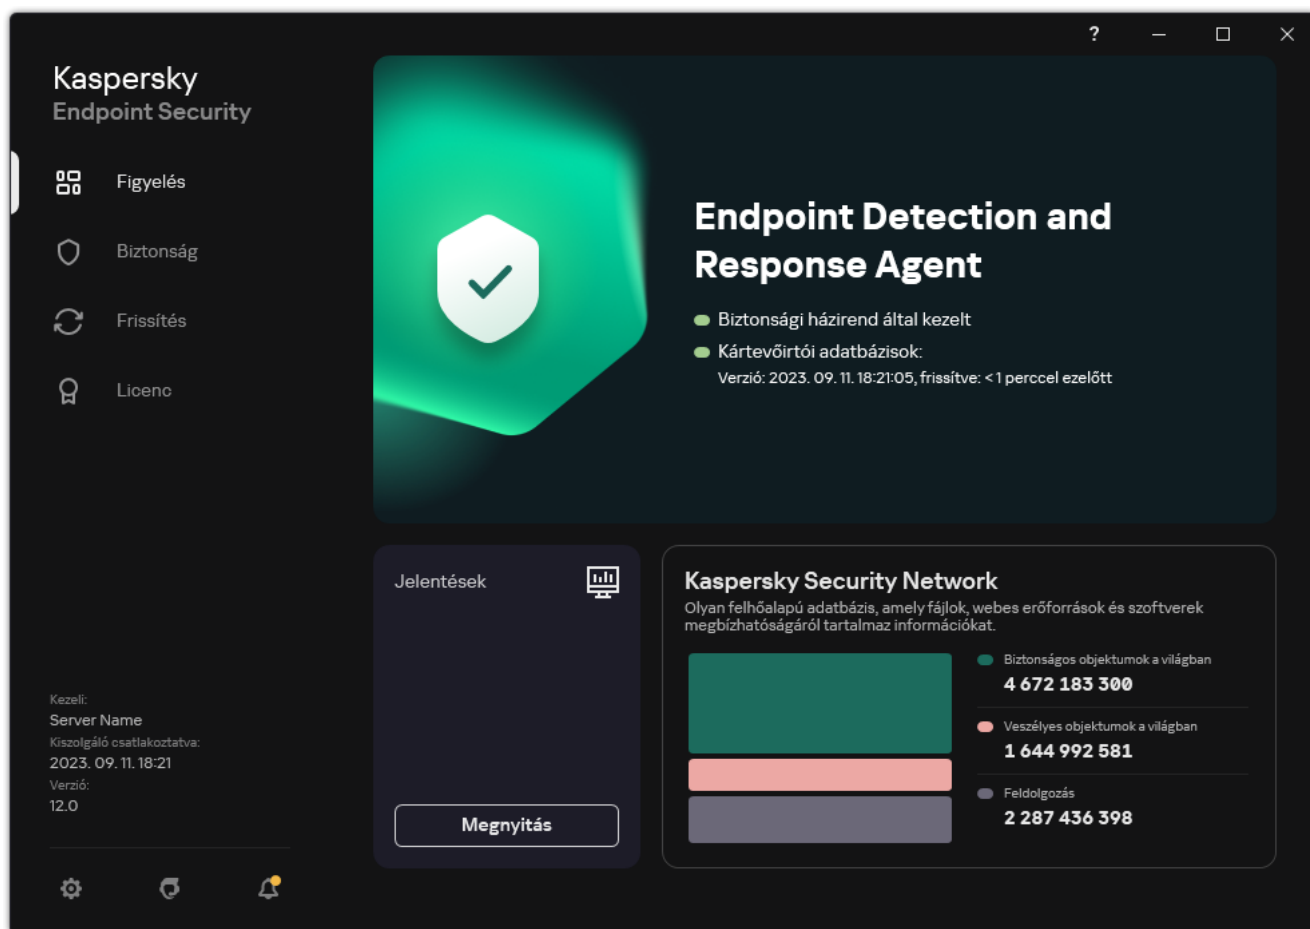 ?
Kaspersky
Endpoint Security
Figyelés
Biztonság
Frissítés
Licenc
Endpoint Detection and
Response Agent
Biztonsági házirend által kezelt
Kártevőirtói adatbázisok:
Verzió: 2023. 09. 11. 18:21:05, frissítve: < 1 perccel ezelőtt
Jelentések
Megnyitás
Kaspersky Security Network
Olyan felhőalapú adatbázis, amely fájlok, webes erőforrások és szoftverek
megbízhatóságáról tartalmaz információkat.
Biztonságos objektumok a világban
4 672 183 300
Veszélyes objektumok a világban
1 644 992 581
Feldolgozás
2 287 436 398
Kezeli:
Server Name
Kiszolgáló csatlakoztatva:
2023. 09. 11. 18:21
Verzió:
12.0